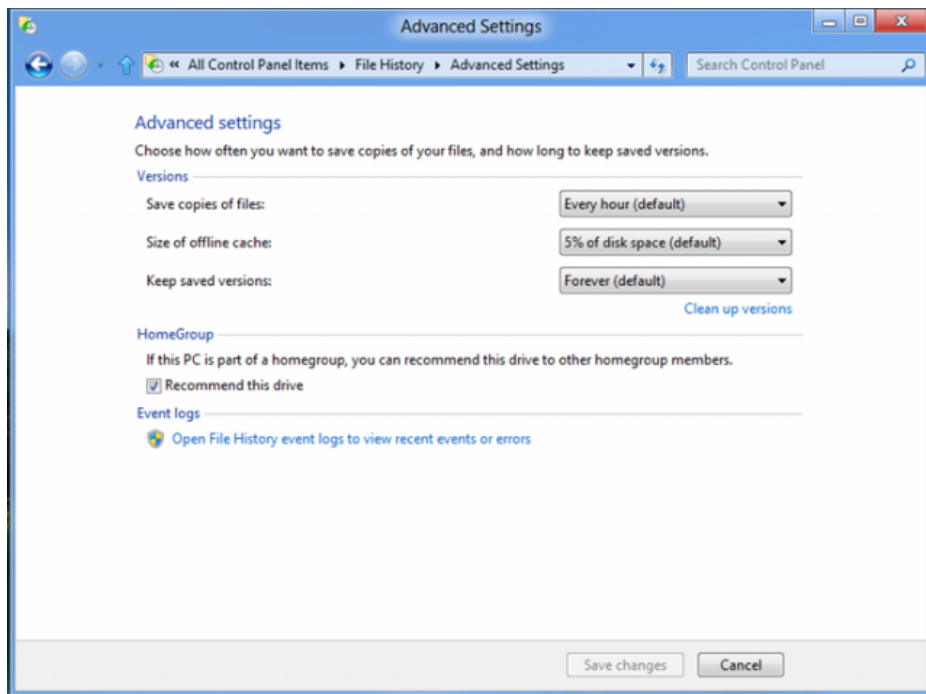 Advanced Settings
« All Control Panel Items ▸ File History ▸ Advanced Settings
Search Control Panel
Advanced settings
Choose how often you want to save copies of your files, and how long to keep saved versions.
Versions
Save copies of files: Every hour (default)
Size of offline cache: 5% of disk space (default)
Keep saved versions: Forever (default)
Clean up versions
HomeGroup
If this PC is part of a homegroup, you can recommend this drive to other homegroup members.
Recommend this drive
Event logs
Open File History event logs to view recent events or errors
Save changes Cancel